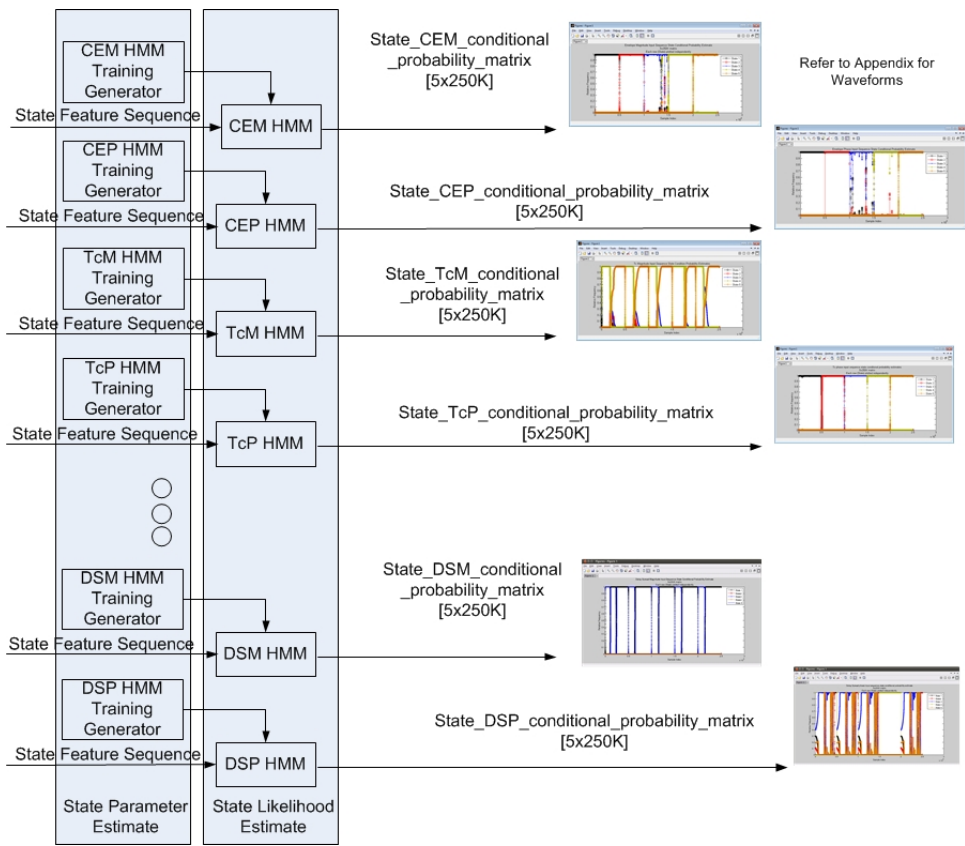 CEM HMM
Training
Generator
State_CEM_conditional
_probability_matrix
[5x250K]
Refer to Appendix for
Waveforms
State Feature Sequence
CEM HMM
CEP HMM
Training
Generator
State_CEP_conditional_probability_matrix
[5x250K]
State Feature Sequence
CEP HMM
TcM HMM
Training
Generator
State_TcM_conditional
_probability_matrix
[5x250K]
State Feature Sequence
TcM HMM
TcP HMM
Training
Generator
State_TcP_conditional_probability_matrix
[5x250K]
State Feature Sequence
TcP HMM
DSM HMM
Training
Generator
State_DSM_conditional
_probability_matrix
[5x250K]
State Feature Sequence
DSM HMM
DSP HMM
Training
Generator
State_DSP_conditional_probability_matrix
[5x250K]
State Feature Sequence
DSP HMM
State Parameter
Estimate
State Likelihood
Estimate